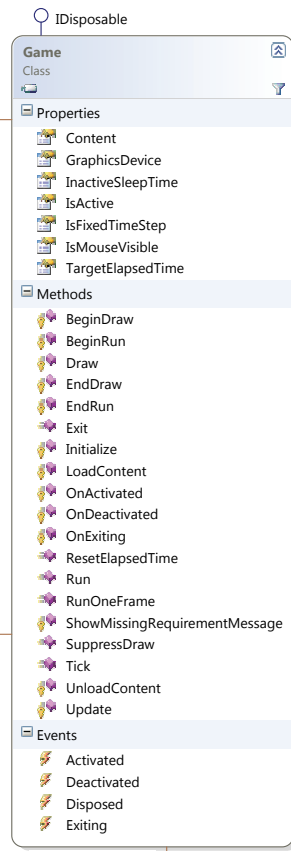 IDisposable
Game
Class
Properties
Content
GraphicsDevice
InactiveSleepTime
IsActive
IsFixedTimeStep
IsMouseVisible
TargetElapsedTime
Methods
BeginDraw
BeginRun
Draw
EndDraw
EndRun
Exit
Initialize
LoadContent
OnActivated
OnDeactivated
OnExiting
ResetElapsedTime
Run
RunOneFrame
ShowMissingRequirementMessage
SuppressDraw
Tick
UnloadContent
Update
Events
Activated
Deactivated
Disposed
Exiting